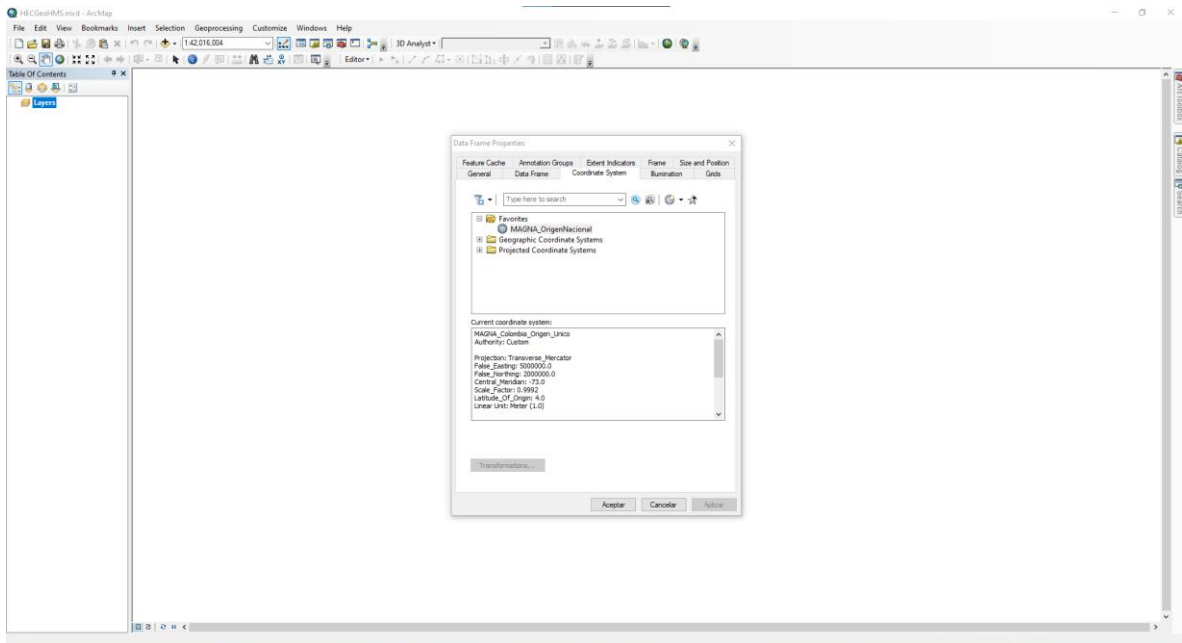 HECGeoHMS.mxd - ArcMap
File Edit View Bookmarks Insert Selection Geoprocessing Customize Windows Help
1:42,016,004 3D Analyst
Editor
Table Of Contents
Layers
Data Frame Properties
Feature Cache Annotation Groups Extent Indicators Frame Size and Position
General Data Frame Coordinate System Illumination Grids
Type here to search
Favorites
MAGNA_OrigenNacional
Geographic Coordinate Systems
Projected Coordinate Systems
Current coordinate system:
MAGNA_Colombia_Origen_Unico
Authority: Custom
Projection: Transverse_Mercator
False_Easting: 5000000.0
False_Northing: 2000000.0
Central_Meridian: -73.0
Scale_Factor: 0.9992
Latitude_Of_Origin: 4.0
Linear Unit: Meter (1.0)
Transformations...
Aceptar Cancelar Aplicar
ArcToolbox
Catalog
Search